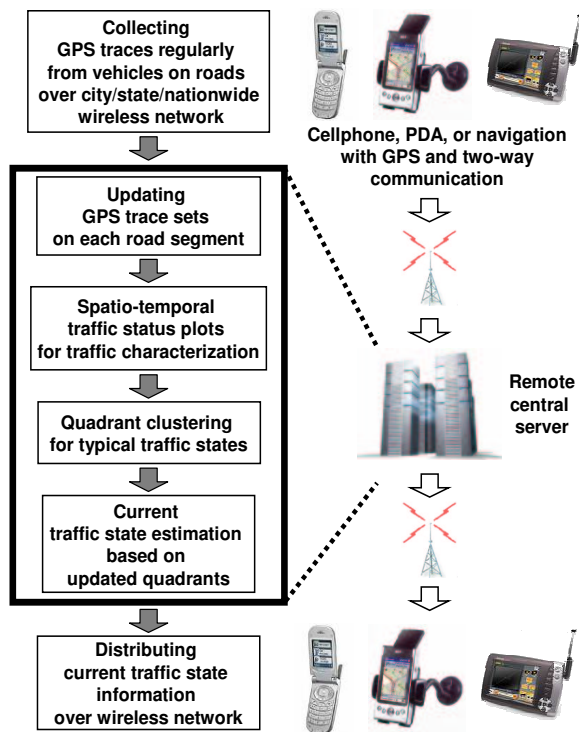 Collecting
GPS traces regularly
from vehicles on roads
over city/state/nationwide
wireless network
Cellphone, PDA, or navigation
with GPS and two-way
communication
Updating
GPS trace sets
on each road segment
Spatio-temporal
traffic status plots
for traffic characterization
Remote
central
server
Quadrant clustering
for typical traffic states
Current
traffic state estimation
based on
updated quadrants
Distributing
current traffic state
information
over wireless network